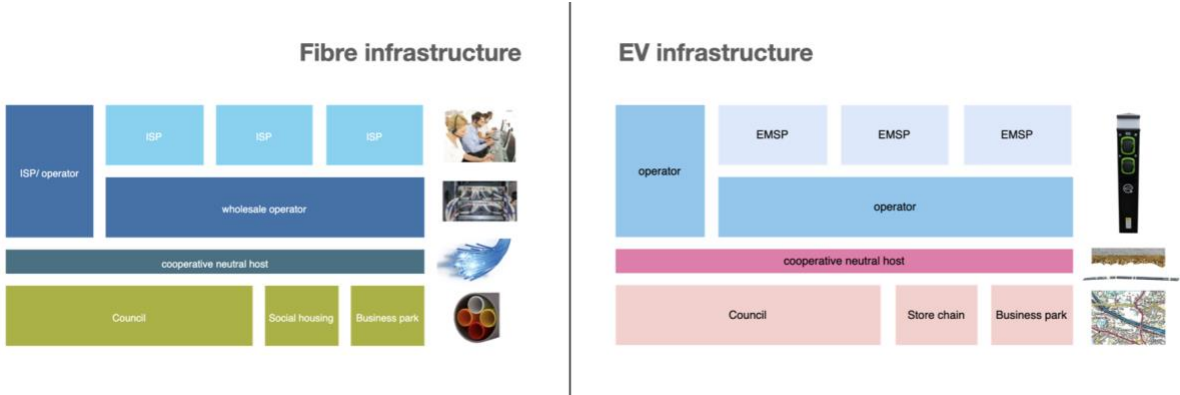 Fibre infrastructure
ISP/ operator
ISP
ISP
ISP
wholesale operator
cooperative neutral host
Council
Social housing
Business park
EV infrastructure
operator
EMSP
EMSP
EMSP
operator
cooperative neutral host
Council
Store chain
Business park